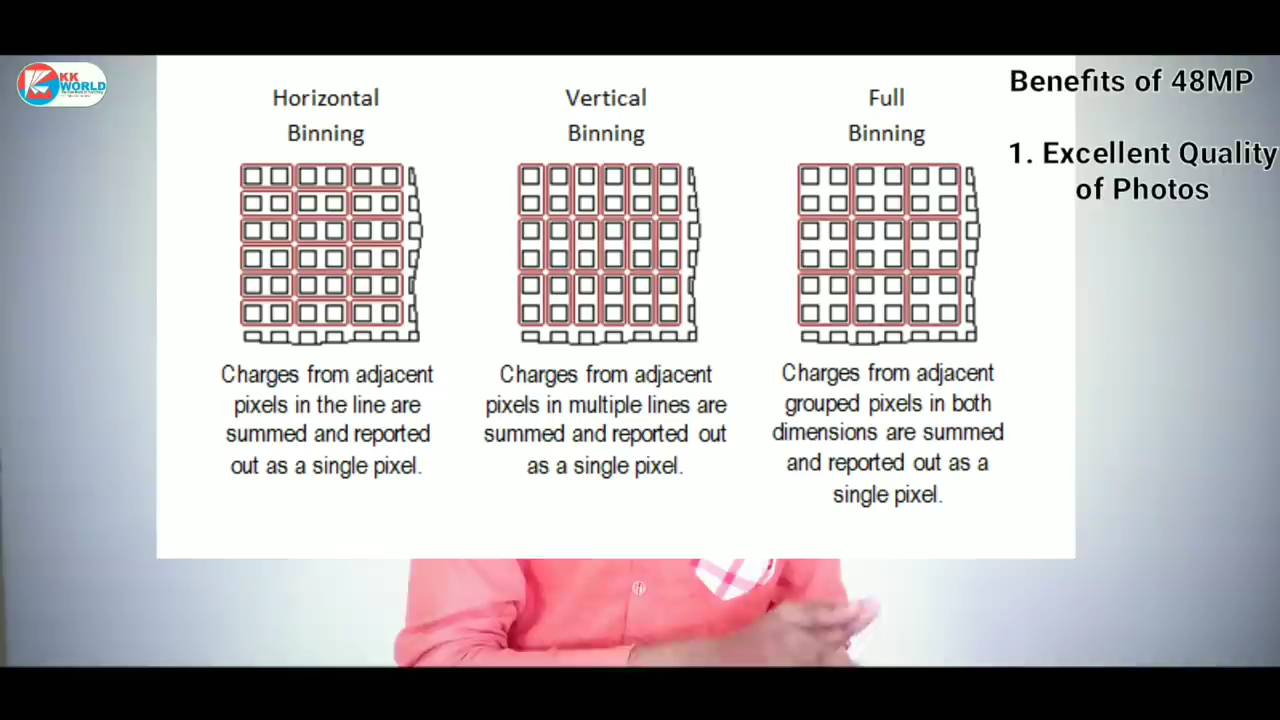 KK
WORLD
Benefits of 48MP
1. Excellent Quality
of Photos
Horizontal
Binning
Charges from adjacent
pixels in the line are
summed and reported
out as a single pixel.
Vertical
Binning
Charges from adjacent
pixels in multiple lines are
summed and reported out
as a single pixel.
Full
Binning
Charges from adjacent
grouped pixels in both
dimensions are summed
and reported out as a
single pixel.